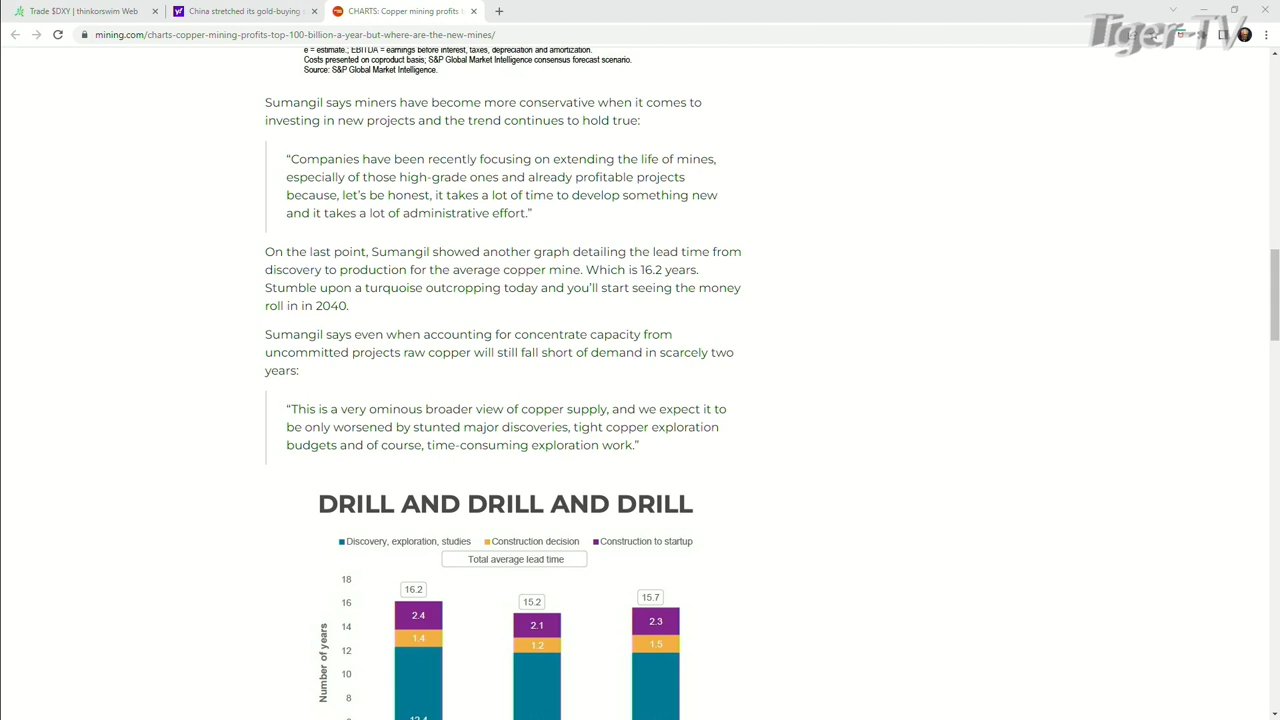 Trade $DXY | thinkorswim Web
China stretched its gold-buying
CHARTS: Copper mining profits
Tiger TV
mining.com/charts-copper-mining-profits-top-100-billion-a-year-but-where-are-the-new-mines/
e = estimate.; EBITDA = earnings before interest, taxes, depreciation and amortization.
Costs presented on coproduct basis; S&P Global Market Intelligence consensus forecast scenario.
Source: S&P Global Market Intelligence.
Sumangil says miners have become more conservative when it comes to
investing in new projects and the trend continues to hold true:
“Companies have been recently focusing on extending the life of mines,
especially of those high-grade ones and already profitable projects
because, let’s be honest, it takes a lot of time to develop something new
and it takes a lot of administrative effort.”
On the last point, Sumangil showed another graph detailing the lead time from
discovery to production for the average copper mine. Which is 16.2 years.
Stumble upon a turquoise outcropping today and you’ll start seeing the money
roll in in 2040.
Sumangil says even when accounting for concentrate capacity from
uncommitted projects raw copper will still fall short of demand in scarcely two
years:
“This is a very ominous broader view of copper supply, and we expect it to
be only worsened by stunted major discoveries, tight copper exploration
budgets and of course, time-consuming exploration work.”
DRILL AND DRILL AND DRILL
Discovery, exploration, studies Construction decision Construction to startup
Total average lead time
18
16.2 15.2 15.7
16
2.4 2.1 2.3
14
1.4 1.2 1.5
12
10
8
Number of years